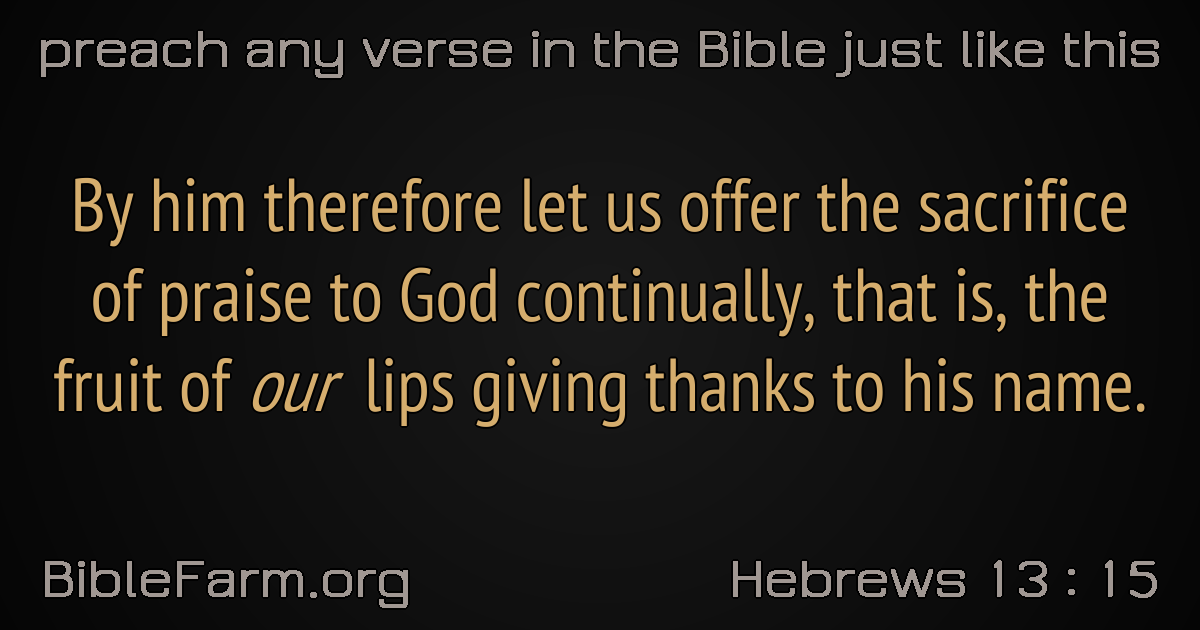 preach any verse in the Bible just like this
By him therefore let us offer the sacrifice
of praise to God continually, that is, the
fruit of our lips giving thanks to his name.
BibleFarm.org
Hebrews 13 : 15